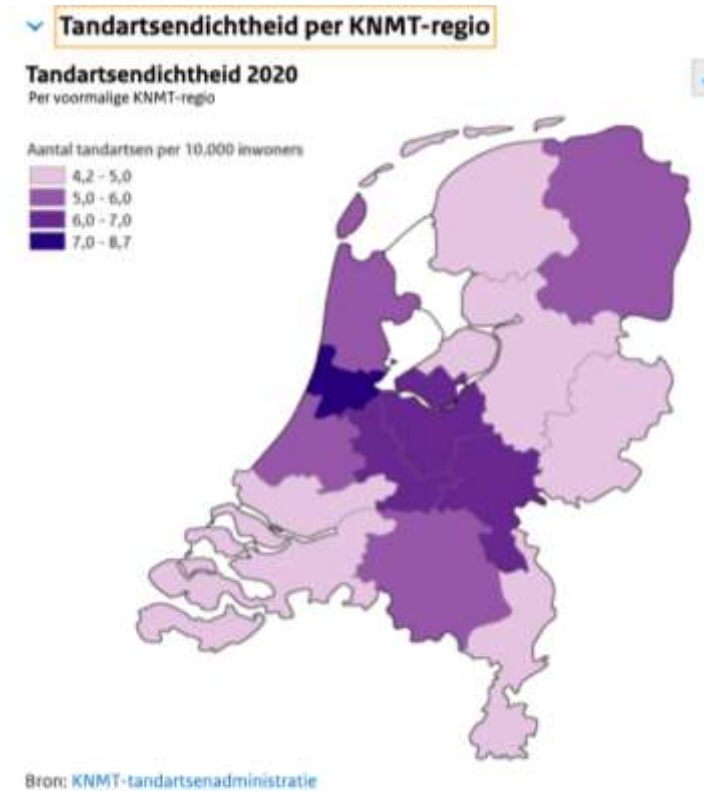 Tandartsendichtheid per KNMT-regio
Tandartsendichtheid 2020
Per voormalige KNMT-regio
Aantal tandartsen per 10.000 inwoners
4,2 - 5,0
5,0 - 6,0
6,0 - 7,0
7,0 - 8,7
Bron: KNMT-tandartsenadministratie